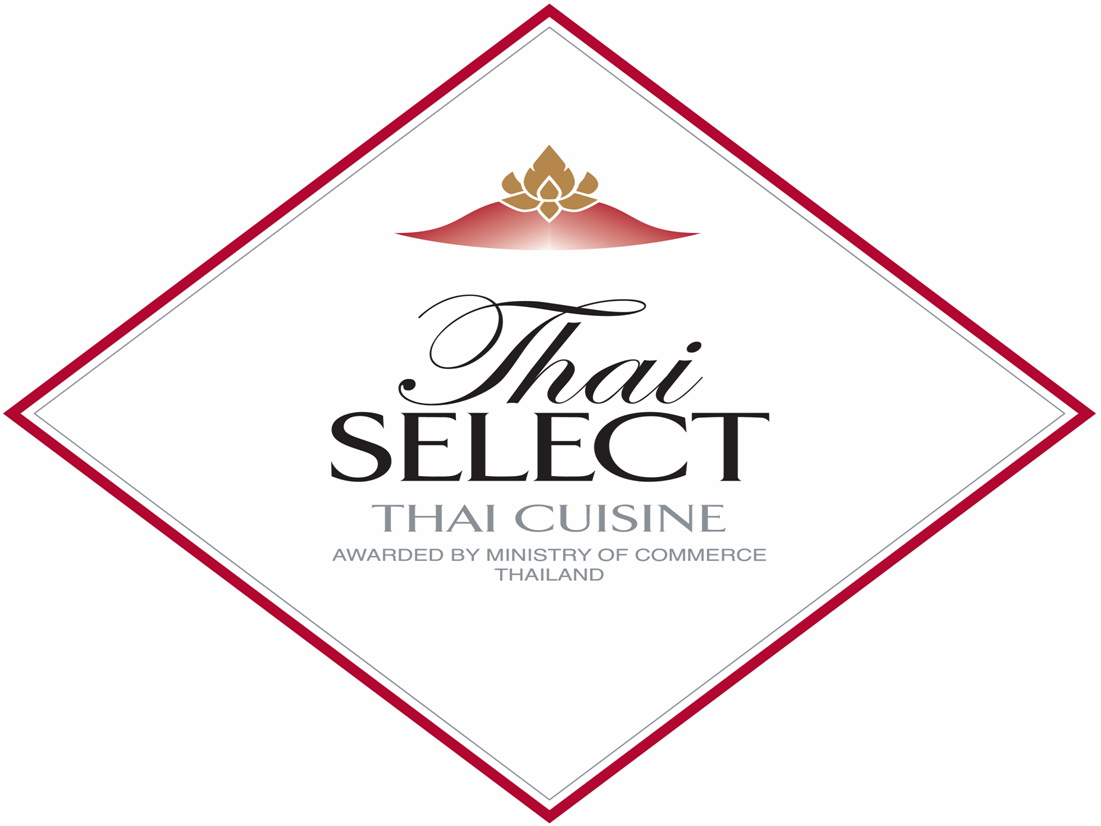 Thai
SELECT
THAI CUISINE
AWARDED BY MINISTRY OF COMMERCE
THAILAND